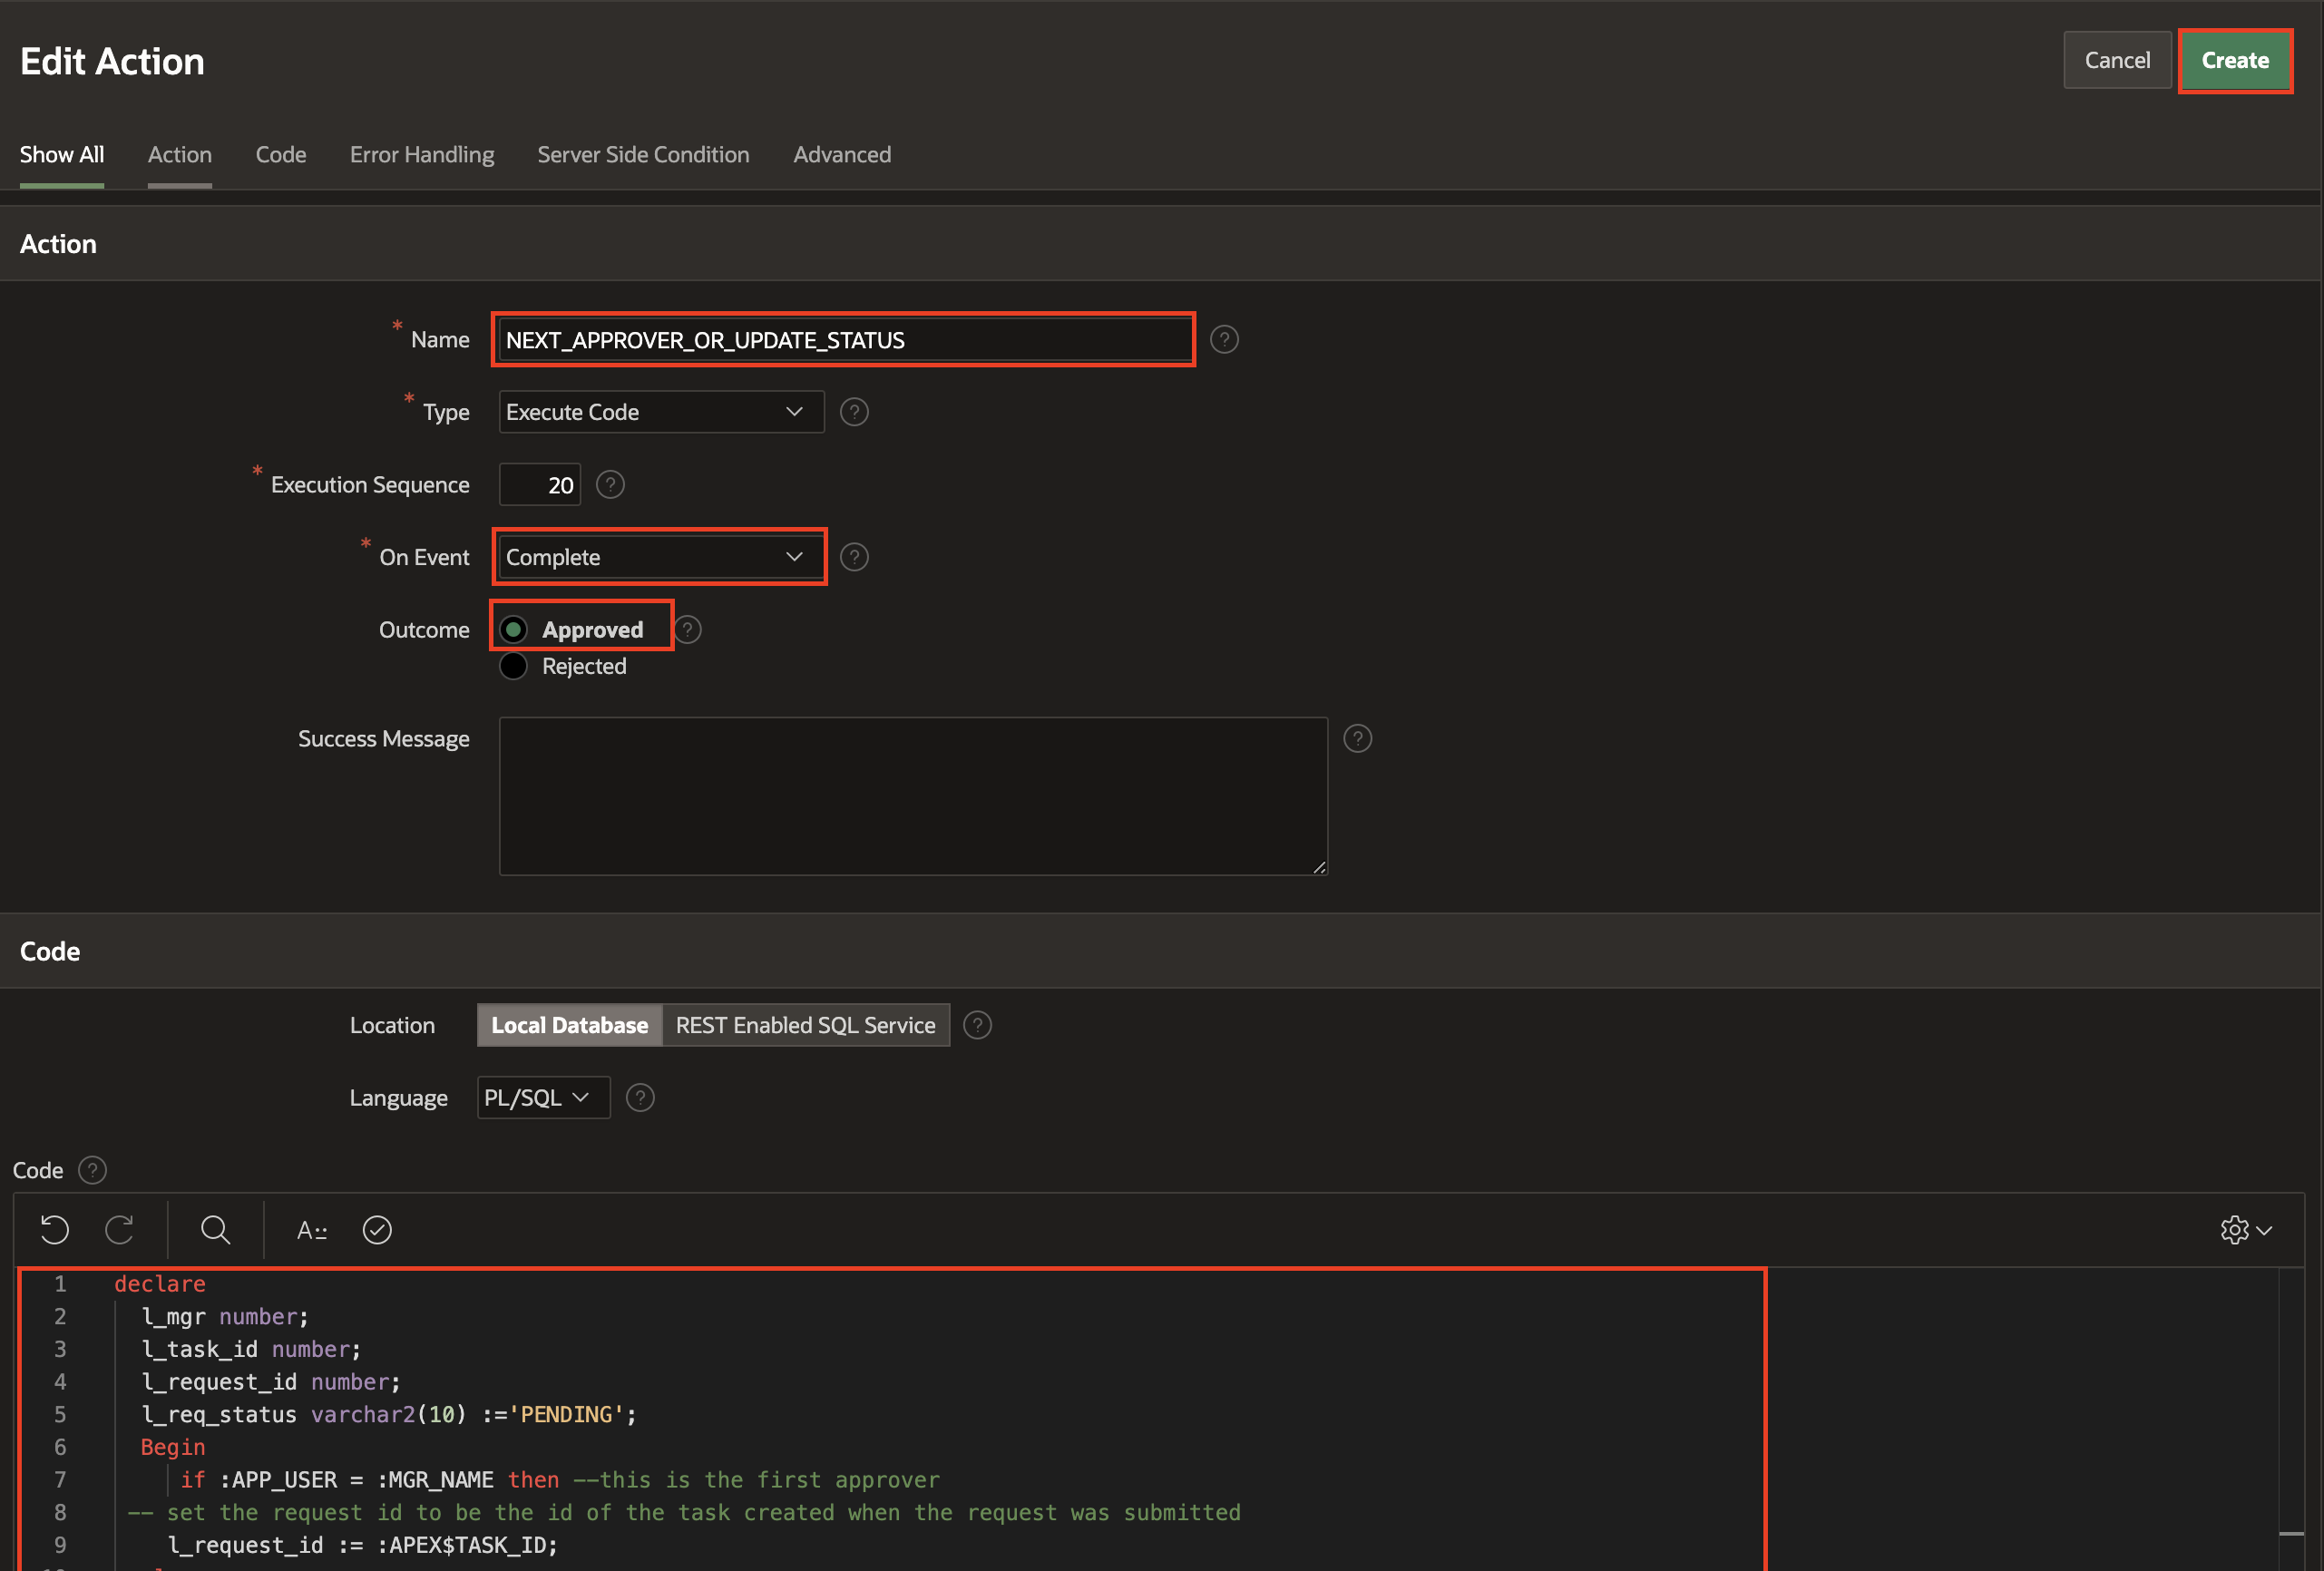 Edit Action
Cancel
Create
Show All
Action
Code
Error Handling
Server Side Condition
Advanced
Action
* Name
NEXT_APPROVER_OR_UPDATE_STATUS
?
* Type
Execute Code
?
* Execution Sequence
20
?
* On Event
Complete
?
Outcome
Approved
?
Rejected
Success Message
?
Code
Location
Local Database
REST Enabled SQL Service
?
Language
PL/SQL
?
Code
?
1 declare
2 l_mgr number;
3 l_task_id number;
4 l_request_id number;
5 l_req_status varchar2(10) :='PENDING';
6 Begin
7 if :APP_USER = :MGR_NAME then --this is the first approver
8 -- set the request id to be the id of the task created when the request was submitted
9 l_request_id := :APEX$TASK_ID;